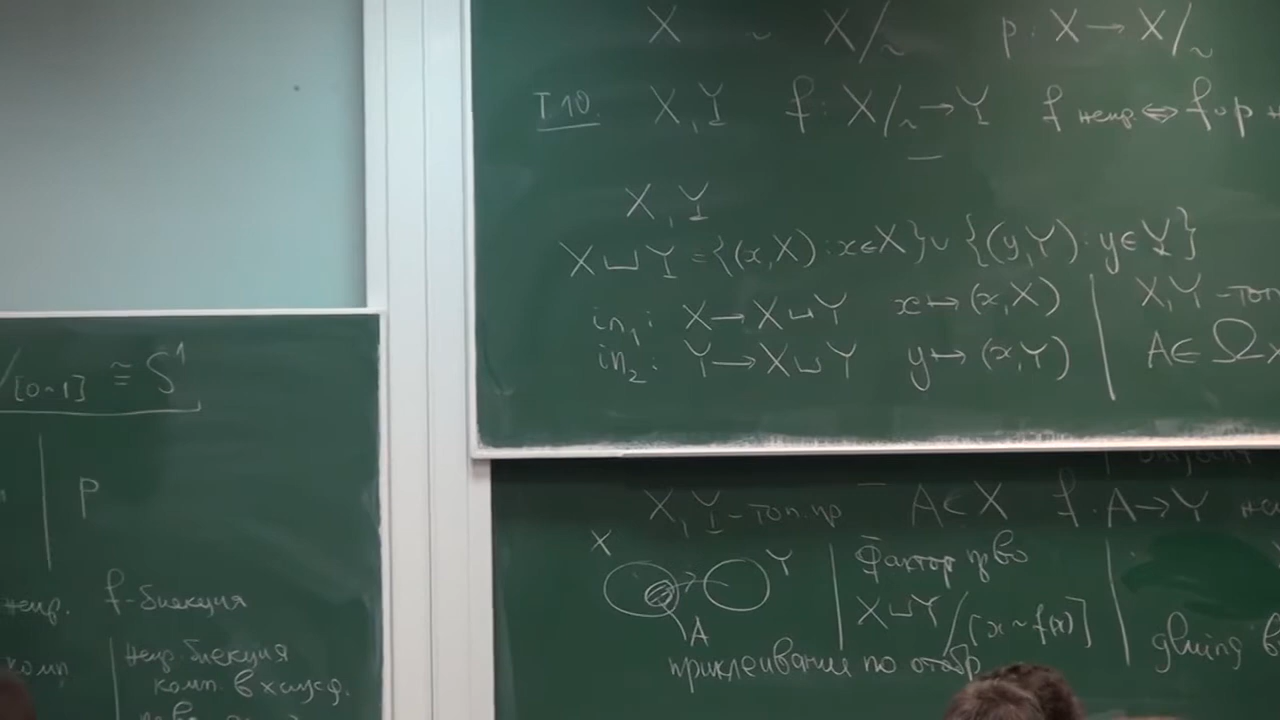 /[0~1] ≅ S¹
p
непр. f-биекция
комп
непр. биекция
комп. в хаусд.
X ~ X/~ p: X → X/~
T.10. X, Y f: X/~ → Y f непр. ⇔ f∘p
X, Y
X⊔Y = {(x,X): x∈X} ∪ {(y,Y): y∈Y}
in₁: X → X⊔Y x ↦ (x,X)
in₂: Y → X⊔Y y ↦ (x,Y)
X,Y - топ
A ∈ Ω
X, Y - топ. пр A⊂X f: A → Y
X Y
A
приклеивание по отобр
Фактор пр-во
X⊔Y/[x~f(x)]
gluing